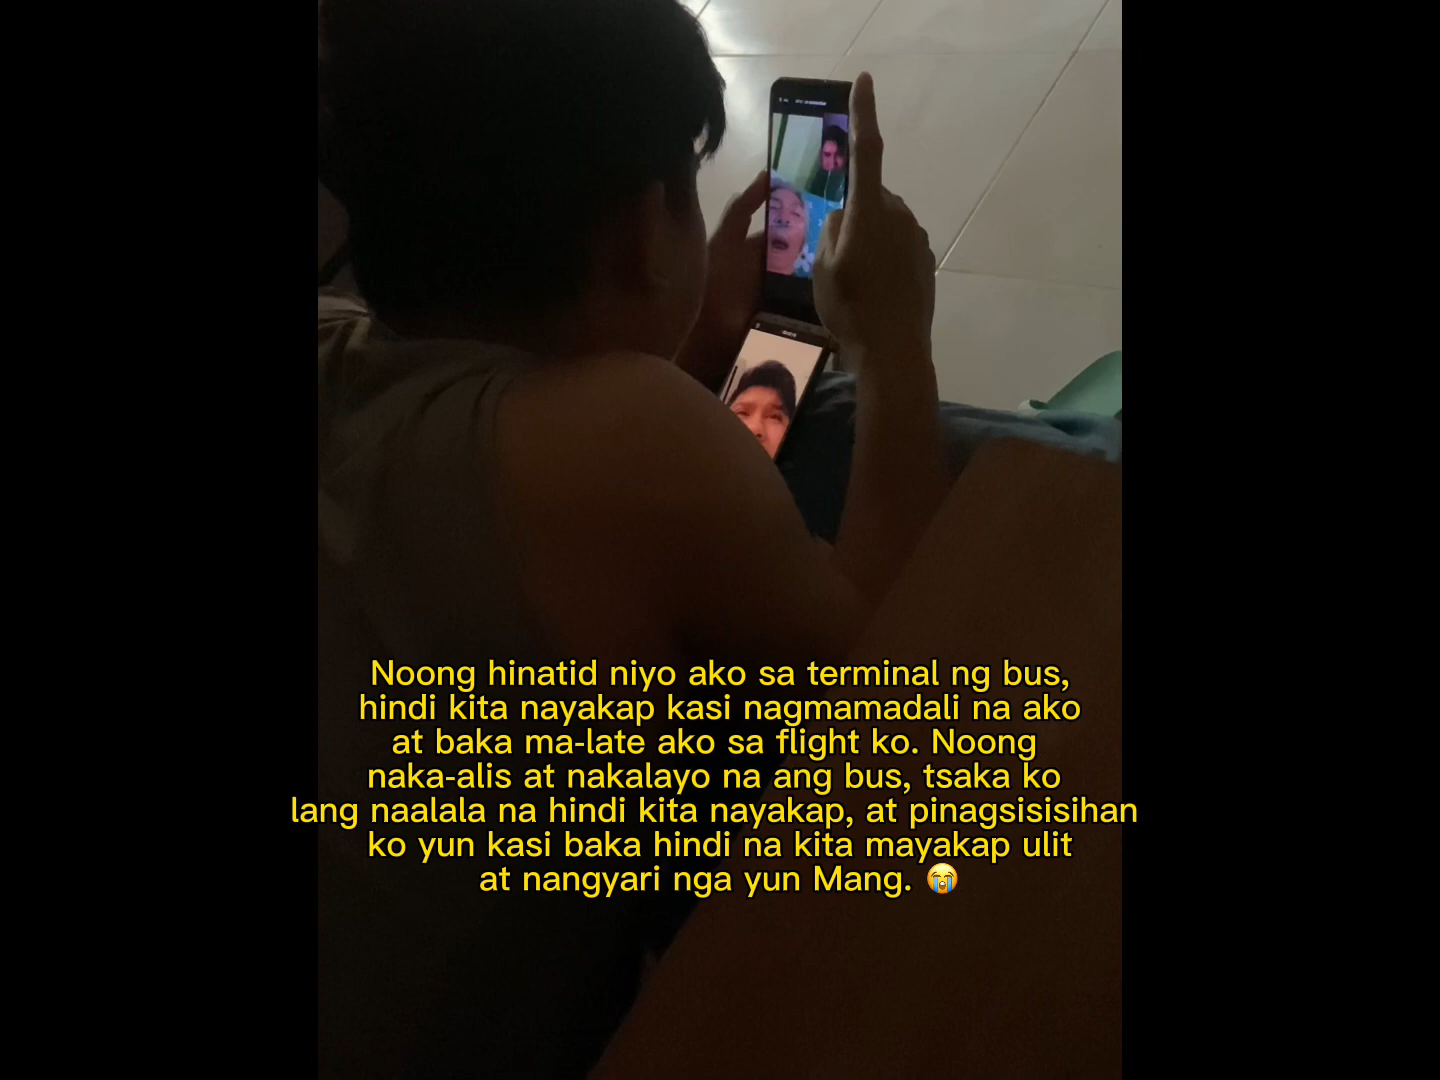 Noong hinatid niyo ako sa terminal ng bus,
hindi kita nayakap kasi nagmamadali na ako
at baka ma-late ako sa flight ko. Noong
naka-alis at nakalayo na ang bus, tsaka ko
lang naalala na hindi kita nayakap, at pinagsisisihan
ko yun kasi baka hindi na kita mayakap ulit
at nangyari nga yun Mang. 😭